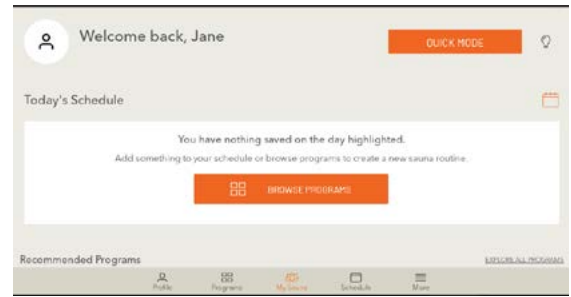 Welcome back, Jane
QUICK MODE
Today's Schedule
You have nothing saved on the day highlighted.
Add something to your schedule or browse programs to create a new sauna routine.
BROWSE PROGRAMS
Recommended Programs
EXPLORE ALL PROGRAMS
Profile
Programs
My Sauna
Schedule
More